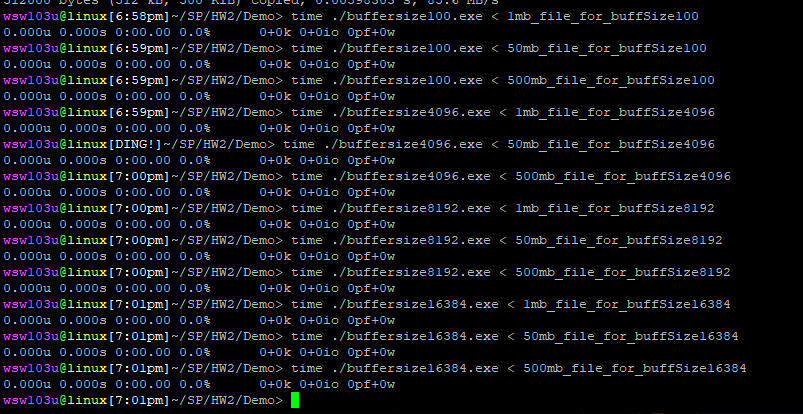 512000 bytes (512 kB, 500 KiB) copied, 0.00598303 s, 85.6 MB/s
wsw103u@linux[6:58pm]~/SP/HW2/Demo> time ./buffersize100.exe < 1mb_file_for_buffSize100
0.000u 0.000s 0:00.00 0.0%      0+0k 0+0io 0pf+0w
wsw103u@linux[6:59pm]~/SP/HW2/Demo> time ./buffersize100.exe < 50mb_file_for_buffSize100
0.000u 0.000s 0:00.00 0.0%      0+0k 0+0io 0pf+0w
wsw103u@linux[6:59pm]~/SP/HW2/Demo> time ./buffersize100.exe < 500mb_file_for_buffSize100
0.000u 0.000s 0:00.00 0.0%      0+0k 0+0io 0pf+0w
wsw103u@linux[6:59pm]~/SP/HW2/Demo> time ./buffersize4096.exe < 1mb_file_for_buffSize4096
0.000u 0.000s 0:00.00 0.0%      0+0k 0+0io 0pf+0w
wsw103u@linux[DING!]~/SP/HW2/Demo> time ./buffersize4096.exe < 50mb_file_for_buffSize4096
0.000u 0.000s 0:00.00 0.0%      0+0k 0+0io 0pf+0w
wsw103u@linux[7:00pm]~/SP/HW2/Demo> time ./buffersize4096.exe < 500mb_file_for_buffSize4096
0.000u 0.000s 0:00.00 0.0%      0+0k 0+0io 0pf+0w
wsw103u@linux[7:00pm]~/SP/HW2/Demo> time ./buffersize8192.exe < 1mb_file_for_buffSize8192
0.000u 0.000s 0:00.00 0.0%      0+0k 0+0io 0pf+0w
wsw103u@linux[7:00pm]~/SP/HW2/Demo> time ./buffersize8192.exe < 50mb_file_for_buffSize8192
0.000u 0.000s 0:00.00 0.0%      0+0k 0+0io 0pf+0w
wsw103u@linux[7:00pm]~/SP/HW2/Demo> time ./buffersize8192.exe < 500mb_file_for_buffSize8192
0.000u 0.000s 0:00.00 0.0%      0+0k 0+0io 0pf+0w
wsw103u@linux[7:01pm]~/SP/HW2/Demo> time ./buffersize16384.exe < 1mb_file_for_buffSize16384
0.000u 0.000s 0:00.00 0.0%      0+0k 0+0io 0pf+0w
wsw103u@linux[7:01pm]~/SP/HW2/Demo> time ./buffersize16384.exe < 50mb_file_for_buffSize16384
0.000u 0.000s 0:00.00 0.0%      0+0k 0+0io 0pf+0w
wsw103u@linux[7:01pm]~/SP/HW2/Demo> time ./buffersize16384.exe < 500mb_file_for_buffSize16384
0.000u 0.000s 0:00.00 0.0%      0+0k 0+0io 0pf+0w
wsw103u@linux[7:01pm]~/SP/HW2/Demo>